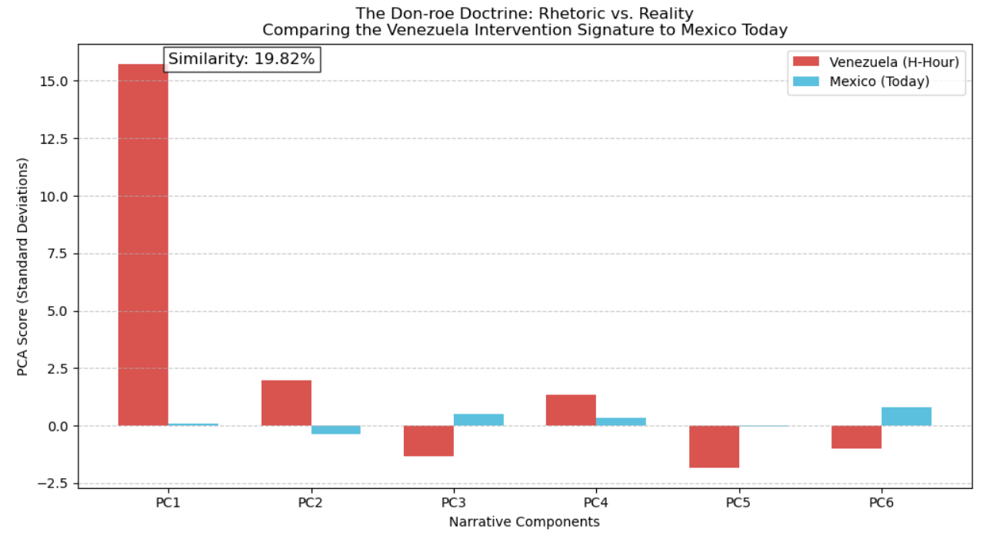 The Don-roe Doctrine: Rhetoric vs. Reality
Comparing the Venezuela Intervention Signature to Mexico Today
Similarity: 19.82%
Venezuela (H-Hour)
Mexico (Today)
PCA Score (Standard Deviations)
15.0
12.5
10.0
7.5
5.0
2.5
0.0
−2.5
PC1
PC2
PC3
PC4
PC5
PC6
Narrative Components